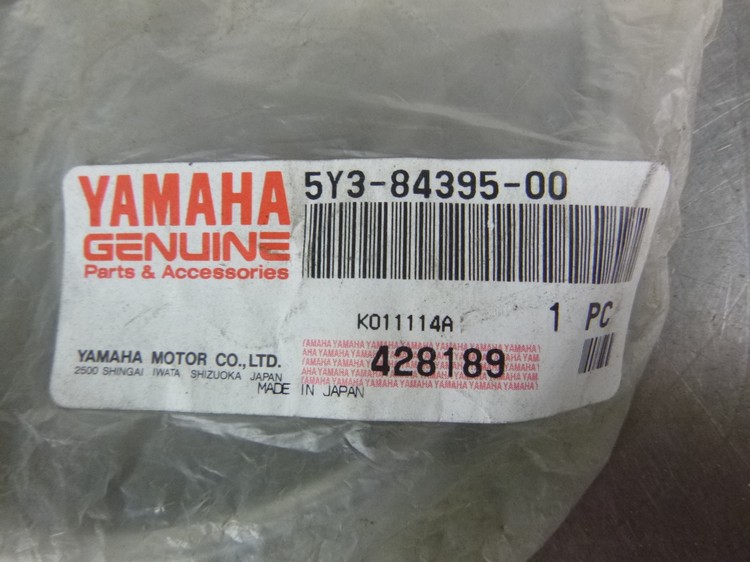 YAMAHA
GENUINE
Parts & Accessories
5Y3-84395-00
K011114A
1 PC
428189
YAMAHA MOTOR CO.,LTD.
2500 SHINGAI IWATA SHIZUOKA JAPAN
MADE IN JAPAN